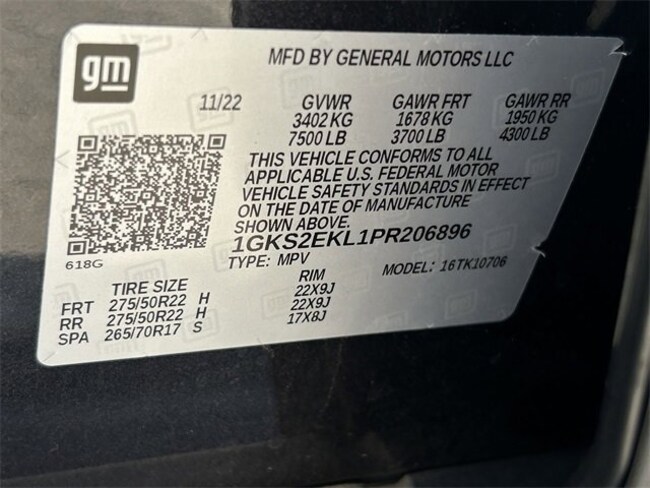 gm
MFD BY GENERAL MOTORS LLC
11/22 GVWR GAWR FRT GAWR RR
3402 KG 1678 KG 1950 KG
7500 LB 3700 LB 4300 LB
THIS VEHICLE CONFORMS TO ALL
APPLICABLE U.S. FEDERAL MOTOR
VEHICLE SAFETY STANDARDS IN EFFECT
ON THE DATE OF MANUFACTURE
SHOWN ABOVE.
1GKS2EKL1PR206896
618G
TYPE: MPV MODEL: 16TK10706
TIRE SIZE RIM
FRT 275/50R22 H 22X9J
RR 275/50R22 H 22X9J
SPA 265/70R17 S 17X8J